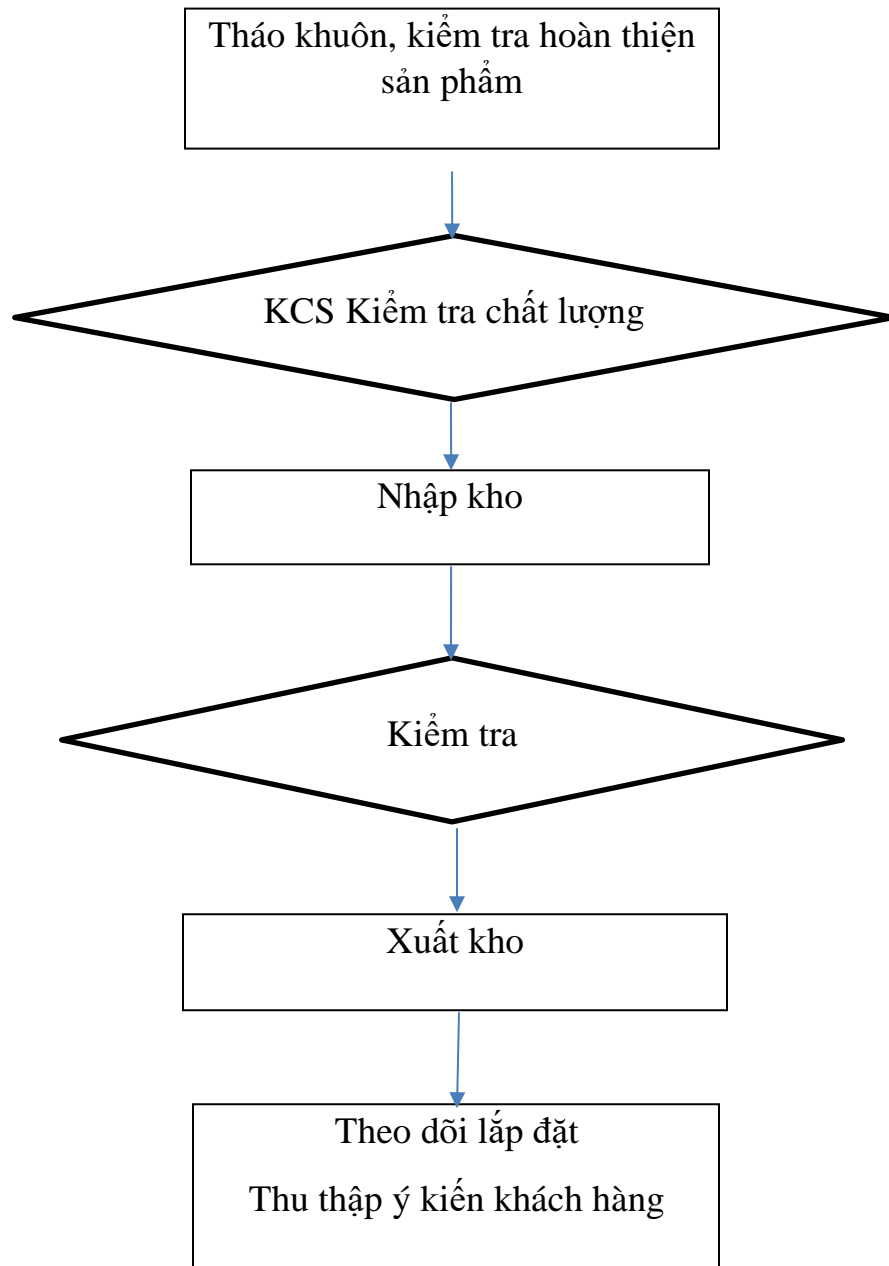 Tháo khuôn, kiểm tra hoàn thiện
sản phẩm
KCS Kiểm tra chất lượng
Nhập kho
Kiểm tra
Xuất kho
Theo dõi lắp đặt
Thu thập ý kiến khách hàng